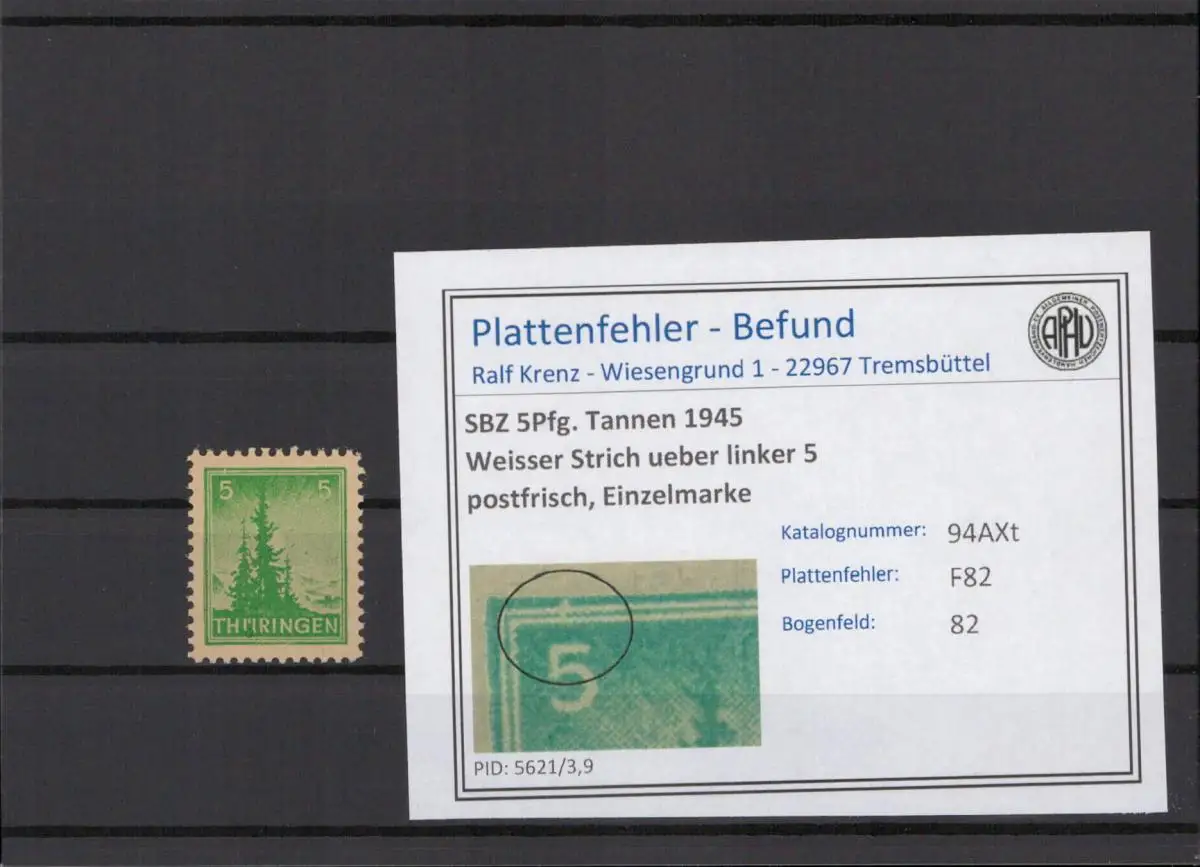 5 5
THÜRINGEN
Plattenfehler - Befund
Ralf Krenz - Wiesengrund 1 - 22967 Tremsbüttel
APHV
SBZ 5Pfg. Tannen 1945
Weisser Strich ueber linker 5
postfrisch, Einzelmarke
Katalognummer: 94AXt
Plattenfehler: F82
Bogenfeld: 82
5
PID: 5621/3,9